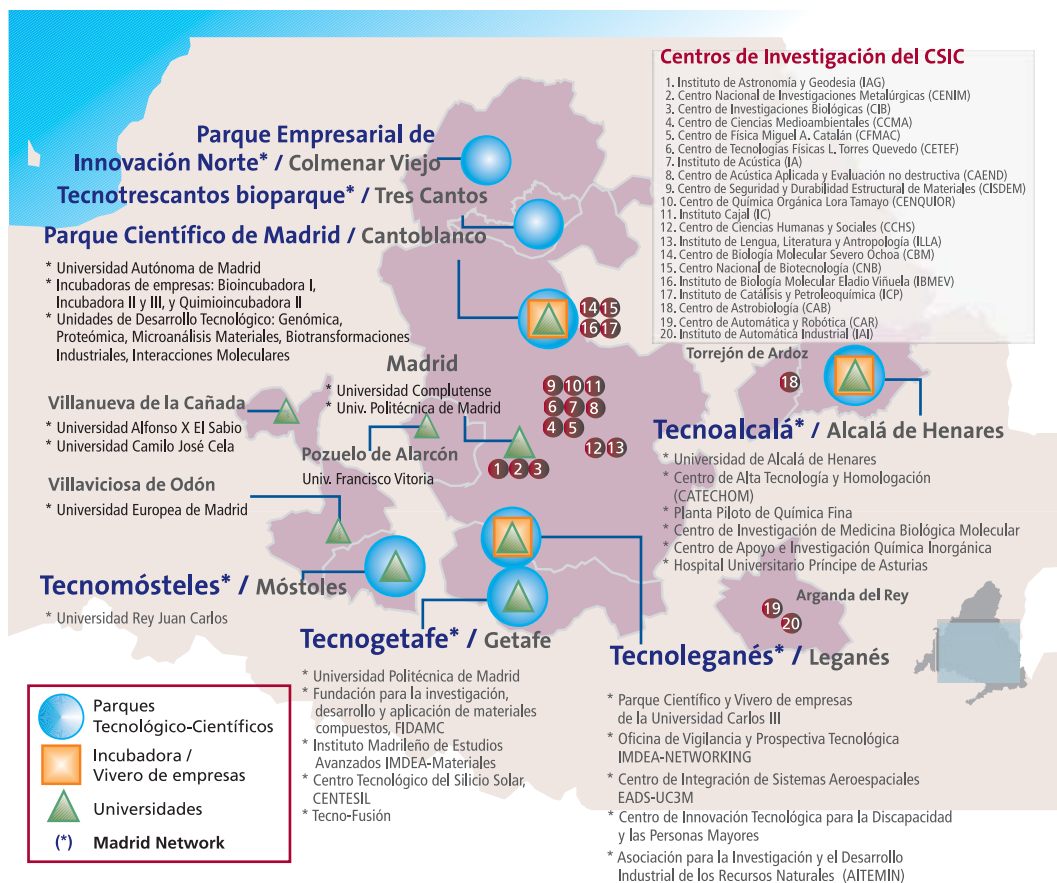 Centros de Investigación del CSIC
1. Instituto de Astronomía y Geodesia (IAG)
2. Centro Nacional de Investigaciones Metalúrgicas (CENIM)
3. Centro de Investigaciones Biológicas (CIB)
4. Centro de Ciencias Medioambientales (CCMA)
5. Centro de Física Miguel A. Catalán (CFMAC)
6. Centro de Tecnologias Físicas L. Torres Quevedo (CETEF)
7. Instituto de Acústica (IA)
8. Centro de Acústica Aplicada y Evaluación no destructiva (CAEND)
9. Centro de Seguridad y Durabilidad Estructural de Materiales (CISDEM)
10. Centro de Química Orgánica Lora Tamayo (CENQUIOR)
11. Instituto Cajal (IC)
12. Centro de Ciencias Humanas y Sociales (CCHS)
13. Instituto de Lengua, Literatura y Antropología (ILLA)
14. Centro de Biología Molecular Severo Ochoa (CBM)
15. Centro Nacional de Biotecnología (CNB)
16. Instituto de Biología Molecular Eladio Viñuela (IBMEV)
17. Instituto de Catálisis y Petroleoquímica (ICP)
18. Centro de Astrobiología (CAB)
19. Centro de Automática y Robótica (CAR)
20. Instituto de Automática Industrial (IAI)
Parque Empresarial de
Innovación Norte* / Colmenar Viejo
Tecnotrescantos bioparque* / Tres Cantos
Parque Científico de Madrid / Cantoblanco
* Universidad Autónoma de Madrid
* Incubadoras de empresas: Bioincubadora I,
Incubadora II y III, y Quimioincubadora II
* Unidades de Desarrollo Tecnológico: Genómica,
Proteómica, Microanálisis Materiales, Biotransformaciones
Industriales, Interacciones Moleculares
14 15
16 17
Madrid
* Universidad Complutense
* Univ. Politécnica de Madrid
9 10 11
6 7 8
4 5
12 13
1 2 3
Torrejón de Ardoz
18
Villanueva de la Cañada
* Universidad Alfonso X El Sabio
* Universidad Camilo José Cela
Pozuelo de Alarcón
Univ. Francisco Vitoria
Villaviciosa de Odón
* Universidad Europea de Madrid
Tecnoalcalá* / Alcalá de Henares
* Universidad de Alcalá de Henares
* Centro de Alta Tecnología y Homologación
(CATECHOM)
* Planta Piloto de Química Fina
* Centro de Investigación de Medicina Biológica Molecular
* Centro de Apoyo e Investigación Química Inorgánica
* Hospital Universitario Príncipe de Asturias
Tecnomósteles* / Móstoles
* Universidad Rey Juan Carlos
Arganda del Rey
19
20
Tecnogetafe* / Getafe
* Universidad Politécnica de Madrid
* Fundación para la investigación,
desarrollo y aplicación de materiales
compuestos, FIDAMC
* Instituto Madrileño de Estudios
Avanzados IMDEA-Materiales
* Centro Tecnológico del Silicio Solar,
CENTESIL
* Tecno-Fusión
Tecnoleganés* / Leganés
* Parque Científico y Vivero de empresas
de la Universidad Carlos III
* Oficina de Vigilancia y Prospectiva Tecnológica
IMDEA-NETWORKING
* Centro de Integración de Sistemas Aeroespaciales
EADS-UC3M
* Centro de Innovación Tecnológica para la Discapacidad
y las Personas Mayores
* Asociación para la Investigación y el Desarrollo
Industrial de los Recursos Naturales (AITEMIN)
Parques
Tecnológico-Científicos
Incubadora /
Vivero de empresas
Universidades
(*) Madrid Network